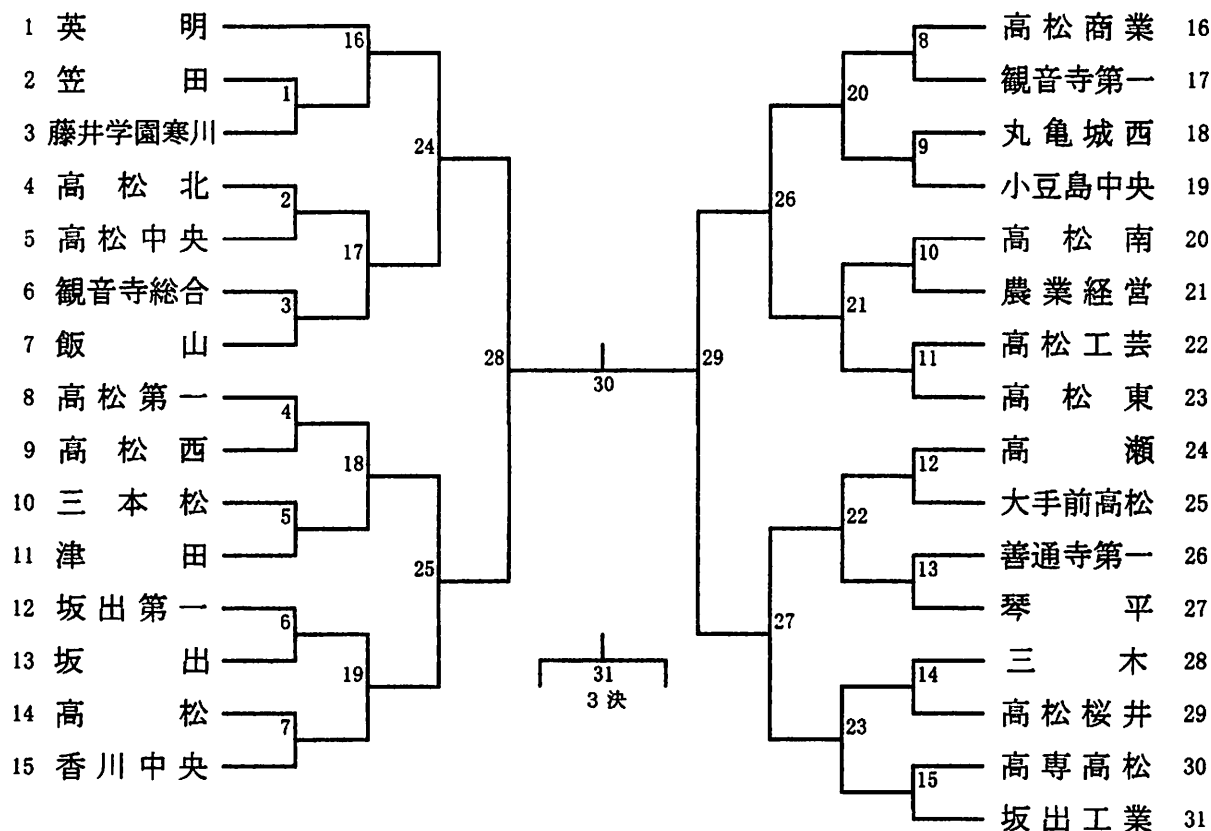 1 英明
2 笠田
3 藤井学園寒川
4 高松北
5 高松中央
6 観音寺総合
7 飯山
8 高松第一
9 高松西
10 三本松
11 津田
12 坂出第一
13 坂出
14 高松
15 香川中央
16
1
24
2
17
3
28
4
18
5
25
6
19
7
30
31
3決
29
8
20
9
26
10
21
11
12
22
13
27
14
23
15
高松商業 16
観音寺第一 17
丸亀城西 18
小豆島中央 19
高松南 20
農業経営 21
高松工芸 22
高松東 23
高瀬 24
大手前高松 25
善通寺第一 26
琴平 27
三木 28
高松桜井 29
高専高松 30
坂出工業 31